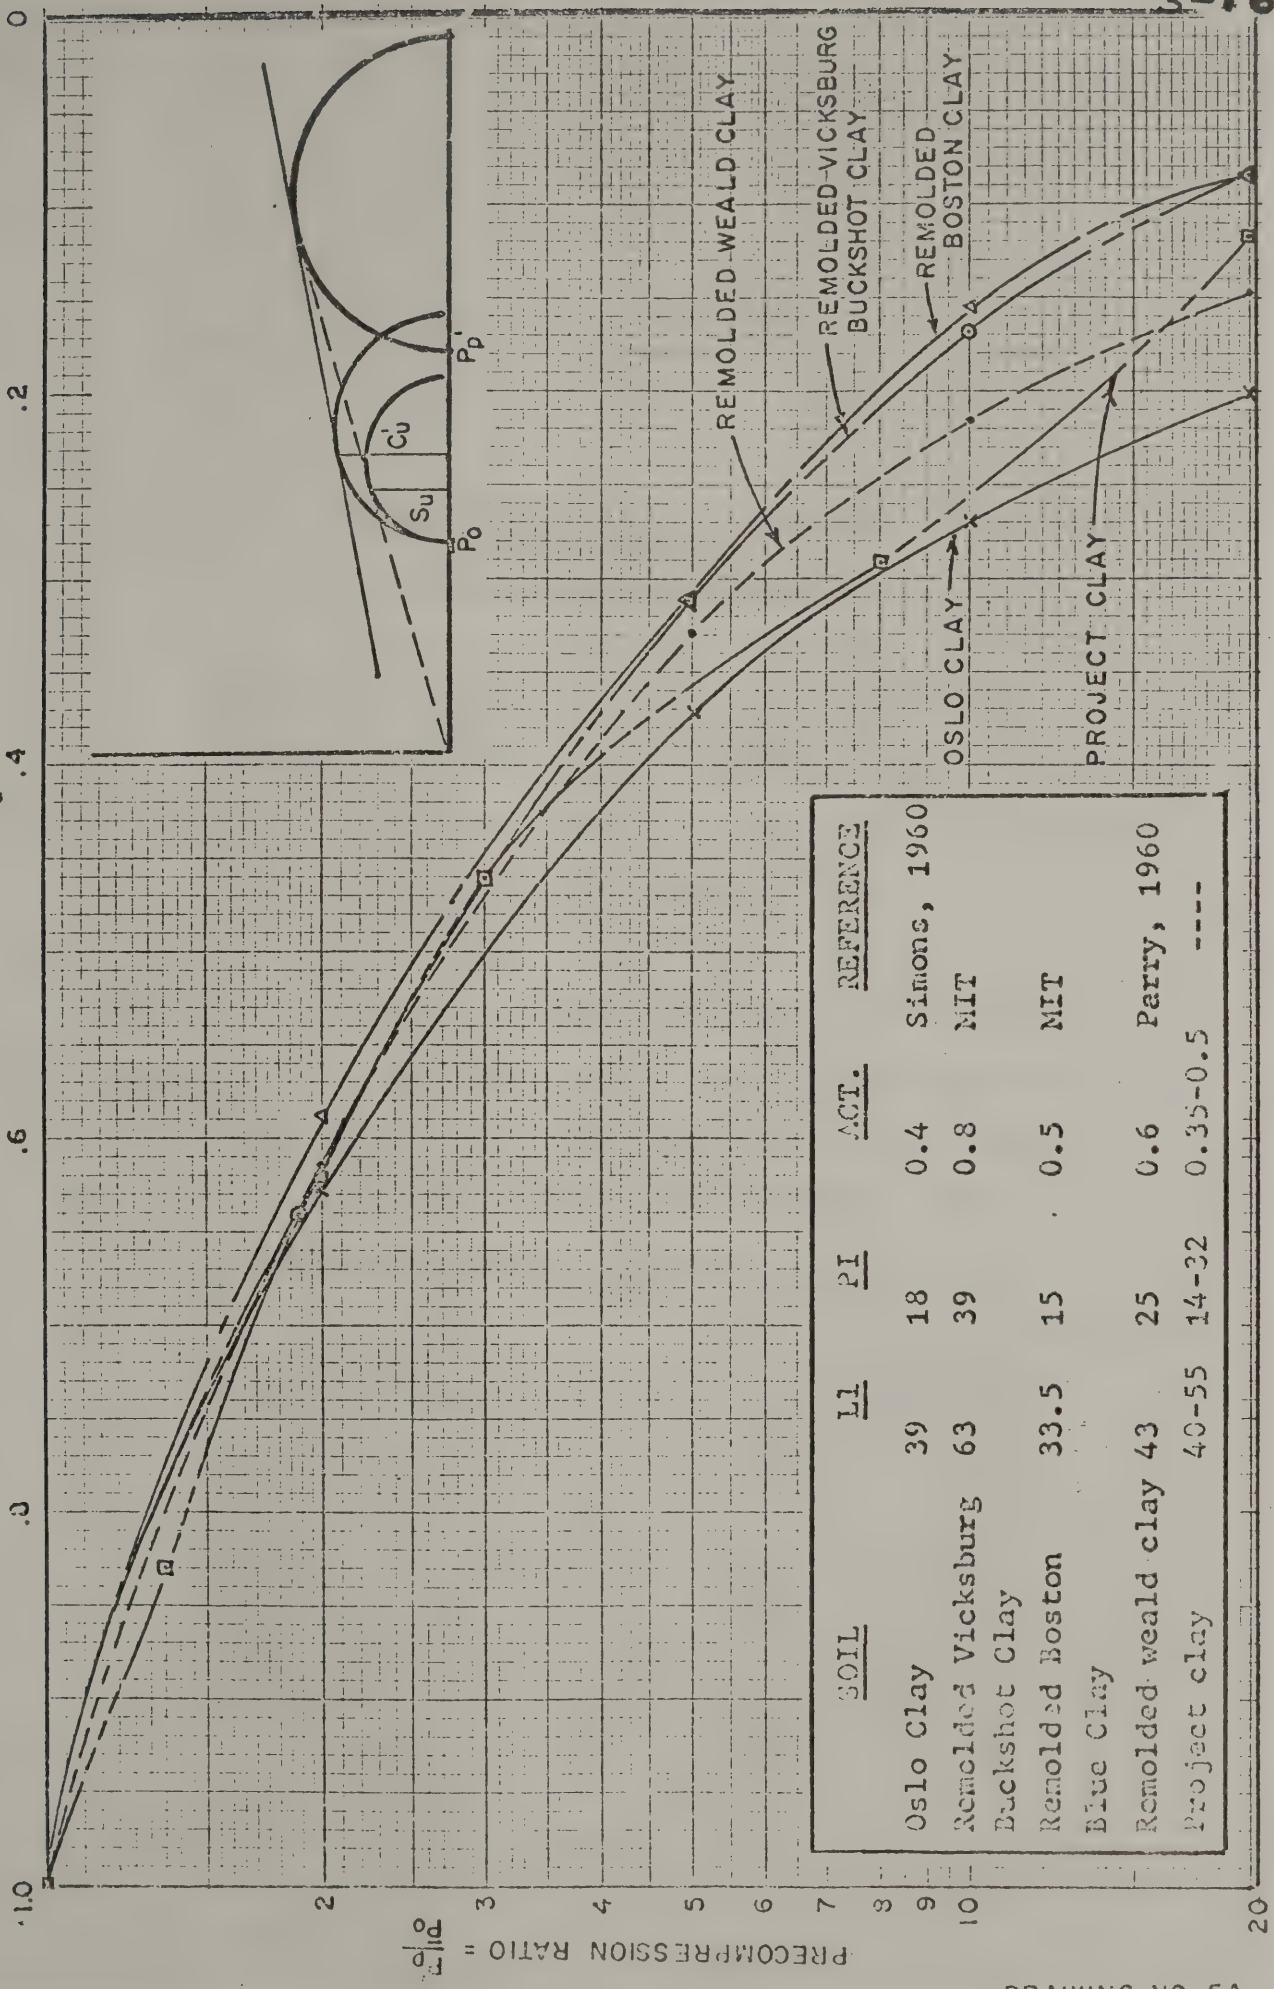 3-76
0
.2
.4
.6
.8
1.0
2
3
4
5
6
7
8
9
10
20
PRECOMPRESSION RATIO = Pp' / Po
Po
Su
Cu'
Pp'
REMOLDED WEALD CLAY
REMOLDED VICKSBURG
BUCKSHOT CLAY
REMOLDED
BOSTON CLAY
OSLO CLAY
PROJECT CLAY
SOIL Ll PI ACT. REFERENCE
Oslo Clay 39 18 0.4 Simons, 1960
Remolded Vicksburg 63 39 0.8 MIT
Buckshot Clay
Remolded Boston 33.5 15 0.5 MIT
Blue Clay
Remolded weald clay 43 25 0.6 Parry, 1960
Project clay 40-55 14-32 0.35-0.5 ----